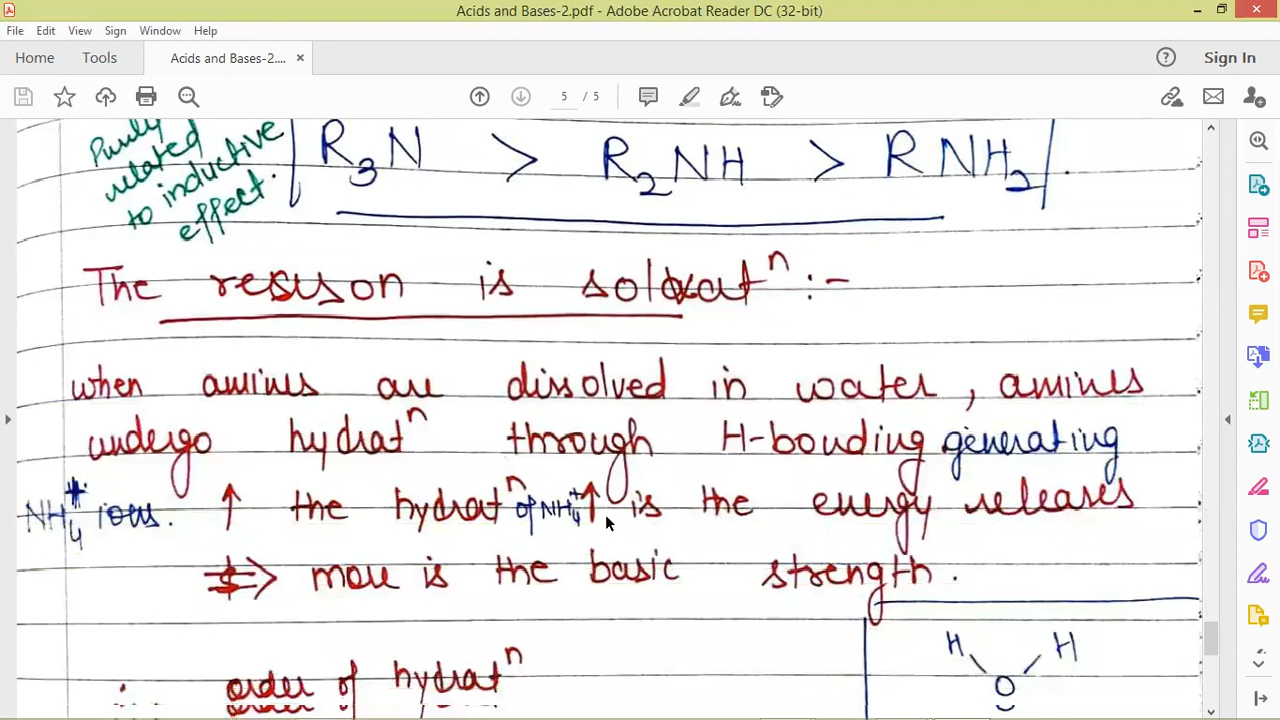 Acids and Bases-2.pdf - Adobe Acrobat Reader DC (32-bit)
File Edit View Sign Window Help
Home Tools Acids and Bases-2.... × Sign In
5 / 5
Purely
related
to inductive
effect.
R₃N > R₂NH > RNH₂.
The reason is solvatⁿ :-
when amines are dissolved in water, amines
undergo hydratⁿ through H-bonding generating
NH₄⁺ ions. ↑ the hydratⁿ of NH₄⁺ ↑ is the energy releases
⇒ more is the basic strength.
H H
O
order of hydratⁿ